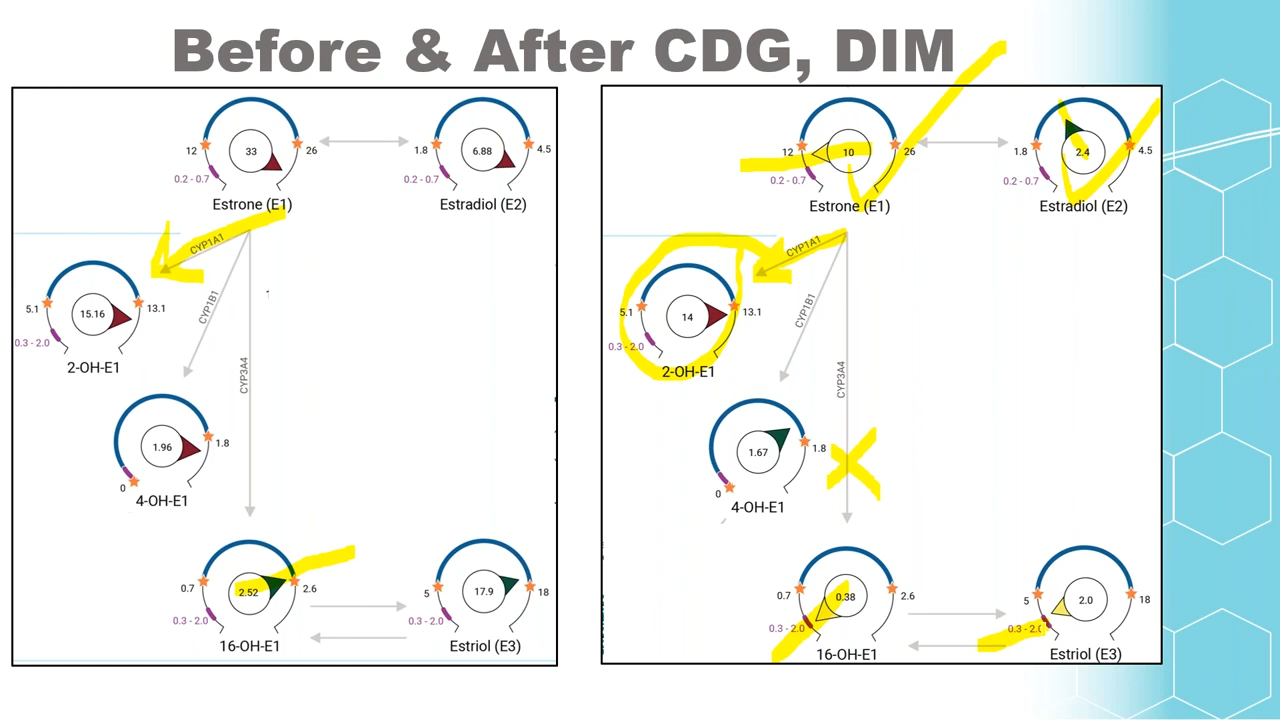 Before & After CDG, DIM
33
12
26
0.2 - 0.7
Estrone (E1)
6.88
1.8
4.5
0.2 - 0.7
Estradiol (E2)
CYP1A1
CYP1B1
CYP3A4
15.16
5.1
13.1
0.3 - 2.0
2-OH-E1
1.96
1.8
0
4-OH-E1
2.52
0.7
2.6
0.3 - 2.0
16-OH-E1
17.9
5
18
0.3 - 2.0
Estriol (E3)
10
12
26
0.2 - 0.7
Estrone (E1)
2.4
1.8
4.5
0.2 - 0.7
Estradiol (E2)
CYP1A1
CYP1B1
CYP3A4
14
5.1
13.1
0.3 - 2.0
2-OH-E1
1.67
1.8
0
4-OH-E1
0.38
0.7
2.6
0.3 - 2.0
16-OH-E1
2.0
5
18
0.3 - 2.0
Estriol (E3)